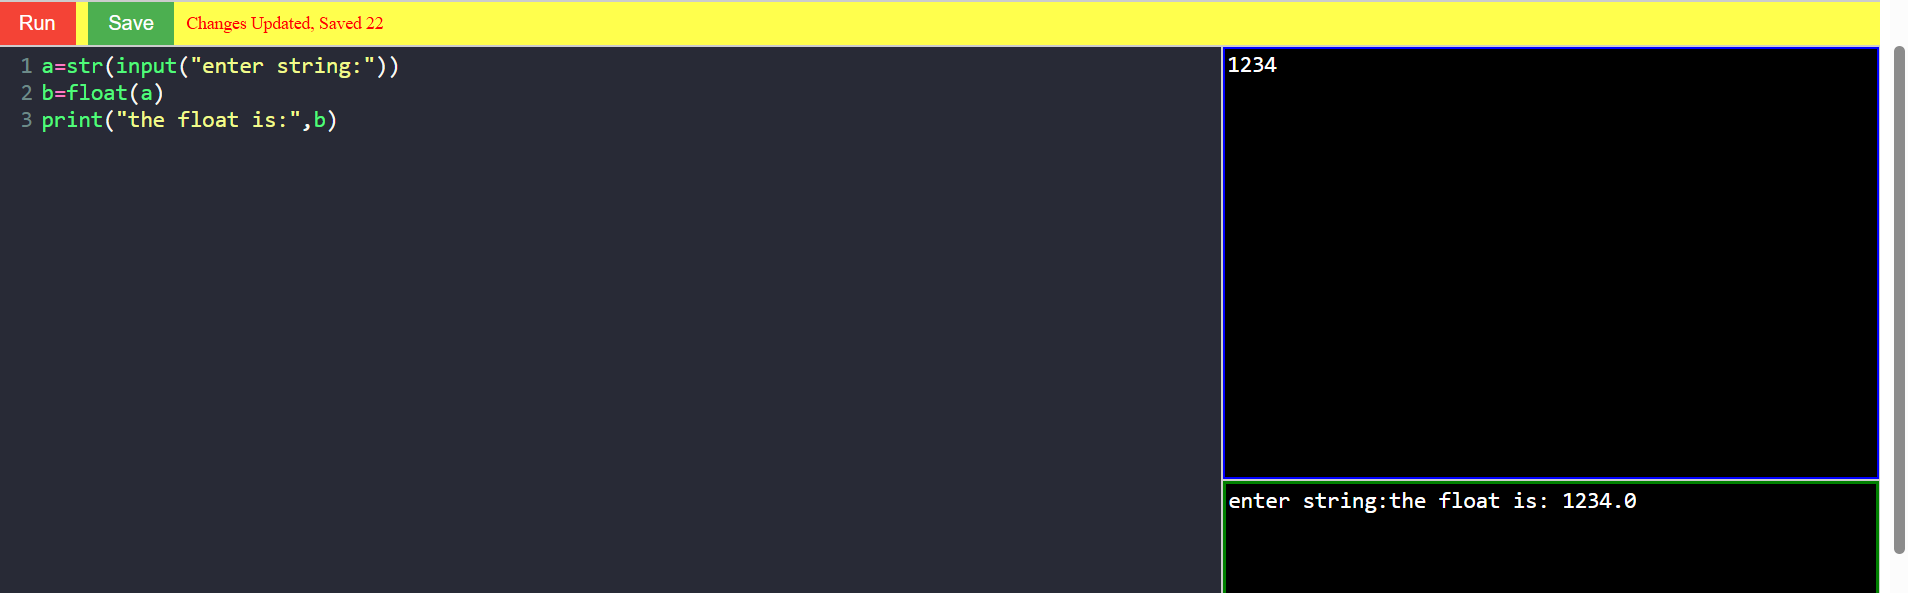 Run Save Changes Updated, Saved 22
1 a=str(input("enter string:"))
2 b=float(a)
3 print("the float is:",b)
1234
enter string:the float is: 1234.0